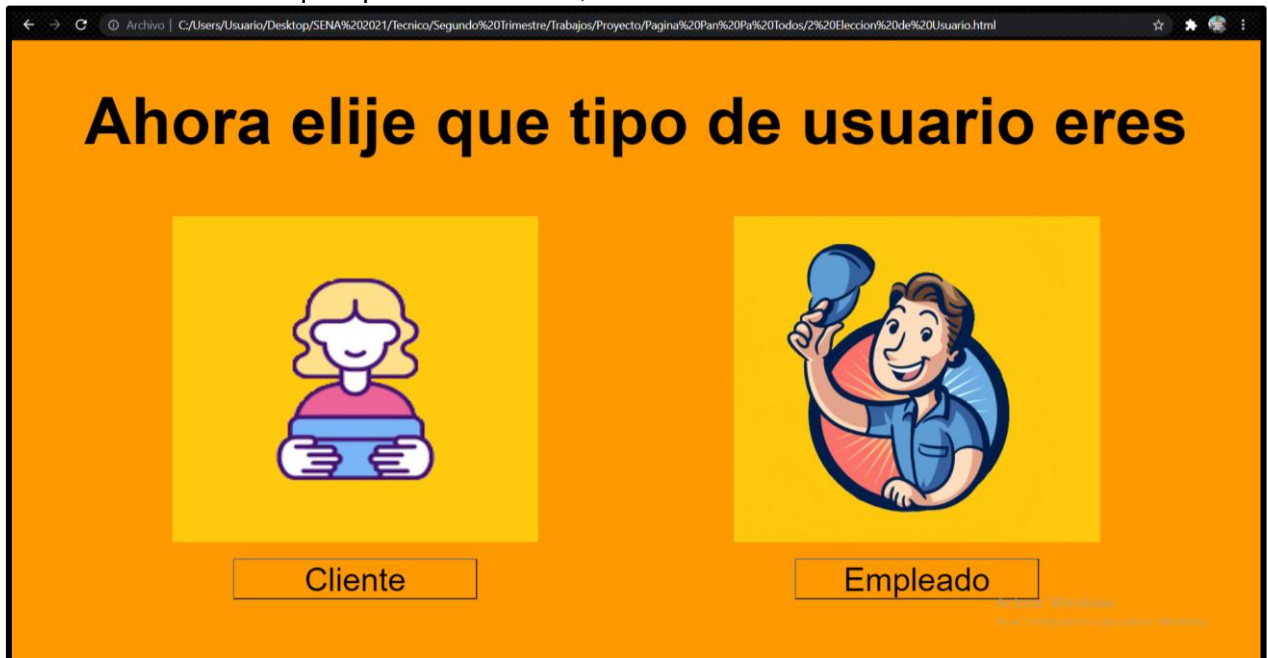 Archivo | C:/Users/Usuario/Desktop/SENA%202021/Tecnico/Segundo%20Trimestre/Trabajos/Proyecto/Pagina%20Pan%20Pa%20Todos/2%20Eleccion%20de%20Usuario.html
Ahora elije que tipo de usuario eres
Cliente
Empleado